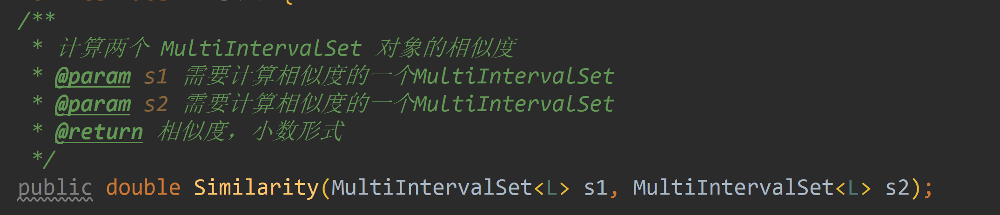 /**
* 计算两个 MultiIntervalSet 对象的相似度
* @param s1 需要计算相似度的一个MultiIntervalSet
* @param s2 需要计算相似度的一个MultiIntervalSet
* @return 相似度，小数形式
*/
public double Similarity(MultiIntervalSet<L> s1, MultiIntervalSet<L> s2);